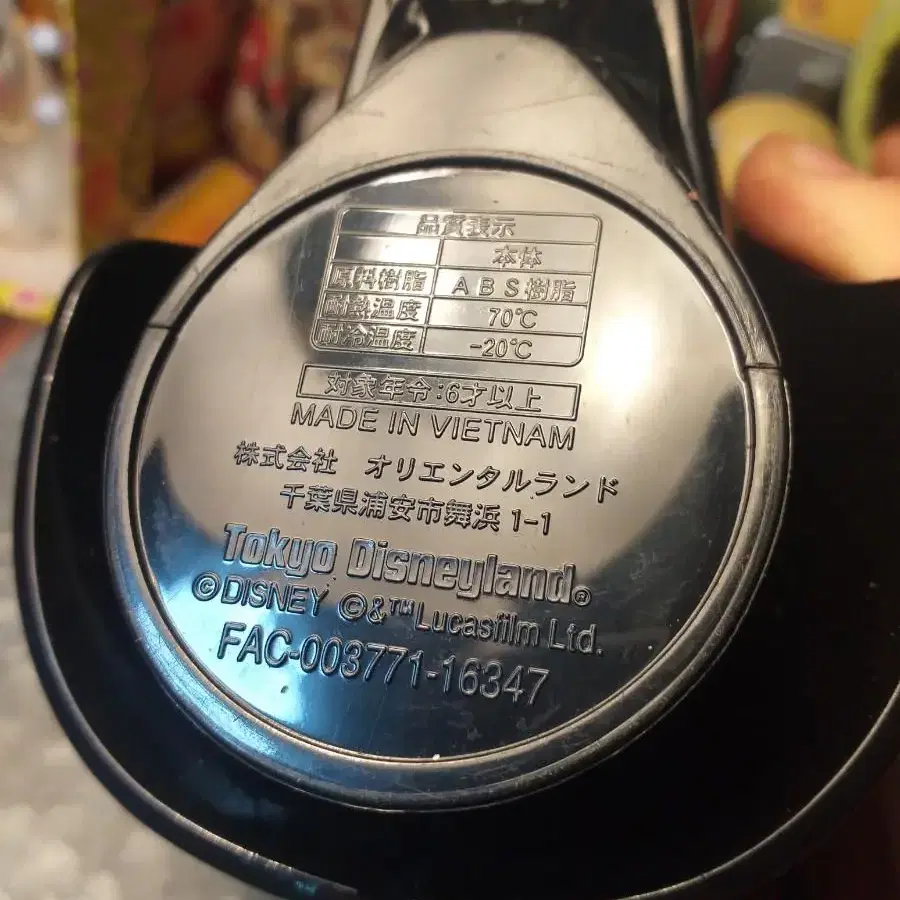 品質表示
本体
原料樹脂 ABS樹脂
耐熱温度 70℃
耐冷温度 -20℃
対象年令:6才以上
MADE IN VIETNAM
株式会社 オリエンタルランド
千葉県浦安市舞浜1-1
Tokyo Disneyland®
©DISNEY ©&™Lucasfilm Ltd.
FAC-003771-16347